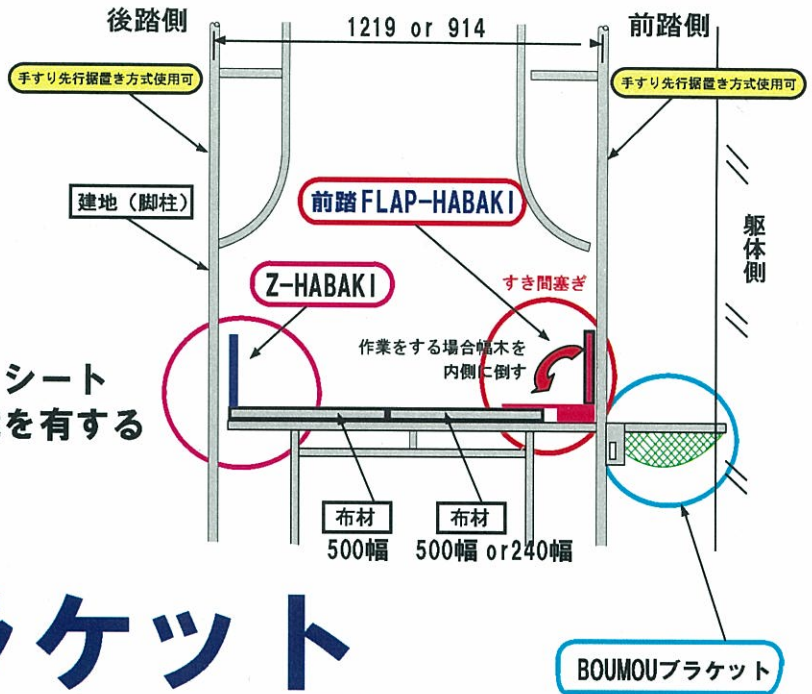 後踏側
1219 or 914
前踏側
手すり先行据置き方式使用可
手すり先行据置き方式使用可
建地（脚柱）
前踏FLAP-HABAKI
躯体側
Z-HABAKI
すき間塞ぎ
作業をする場合幅木を
内側に倒す
シート
を有する
布材
布材
500幅
500幅 or240幅
ケット
BOUMOUブラケット